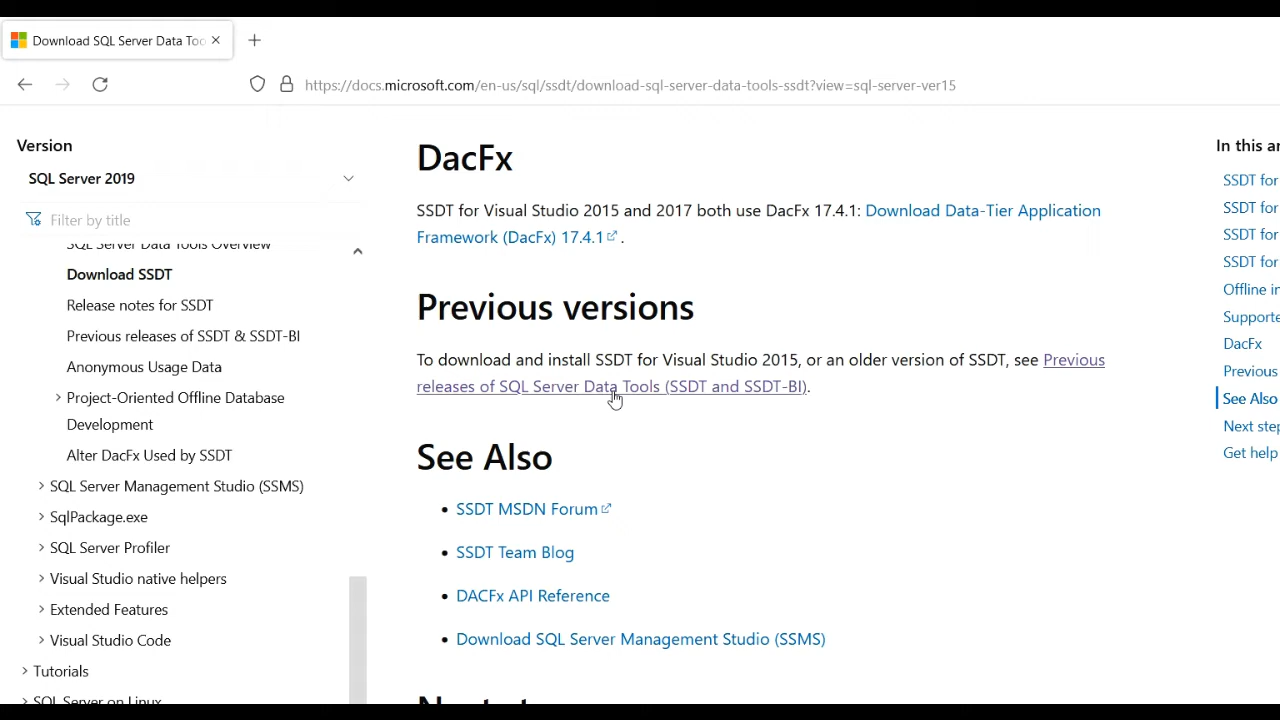 Download SQL Server Data Too
https://docs.microsoft.com/en-us/sql/ssdt/download-sql-server-data-tools-ssdt?view=sql-server-ver15
Version
SQL Server 2019
Filter by title
SQL Server Data Tools Overview
Download SSDT
Release notes for SSDT
Previous releases of SSDT & SSDT-BI
Anonymous Usage Data
Project-Oriented Offline Database
Development
Alter DacFx Used by SSDT
SQL Server Management Studio (SSMS)
SqlPackage.exe
SQL Server Profiler
Visual Studio native helpers
Extended Features
Visual Studio Code
Tutorials
SQL Server on Linux
DacFx
SSDT for Visual Studio 2015 and 2017 both use DacFx 17.4.1: Download Data-Tier Application
Framework (DacFx) 17.4.1.
Previous versions
To download and install SSDT for Visual Studio 2015, or an older version of SSDT, see Previous
releases of SQL Server Data Tools (SSDT and SSDT-BI).
See Also
• SSDT MSDN Forum
• SSDT Team Blog
• DACFx API Reference
• Download SQL Server Management Studio (SSMS)
In this ar
SSDT for
SSDT for
SSDT for
SSDT for
Offline in
Supporte
DacFx
Previous
See Also
Next step
Get help